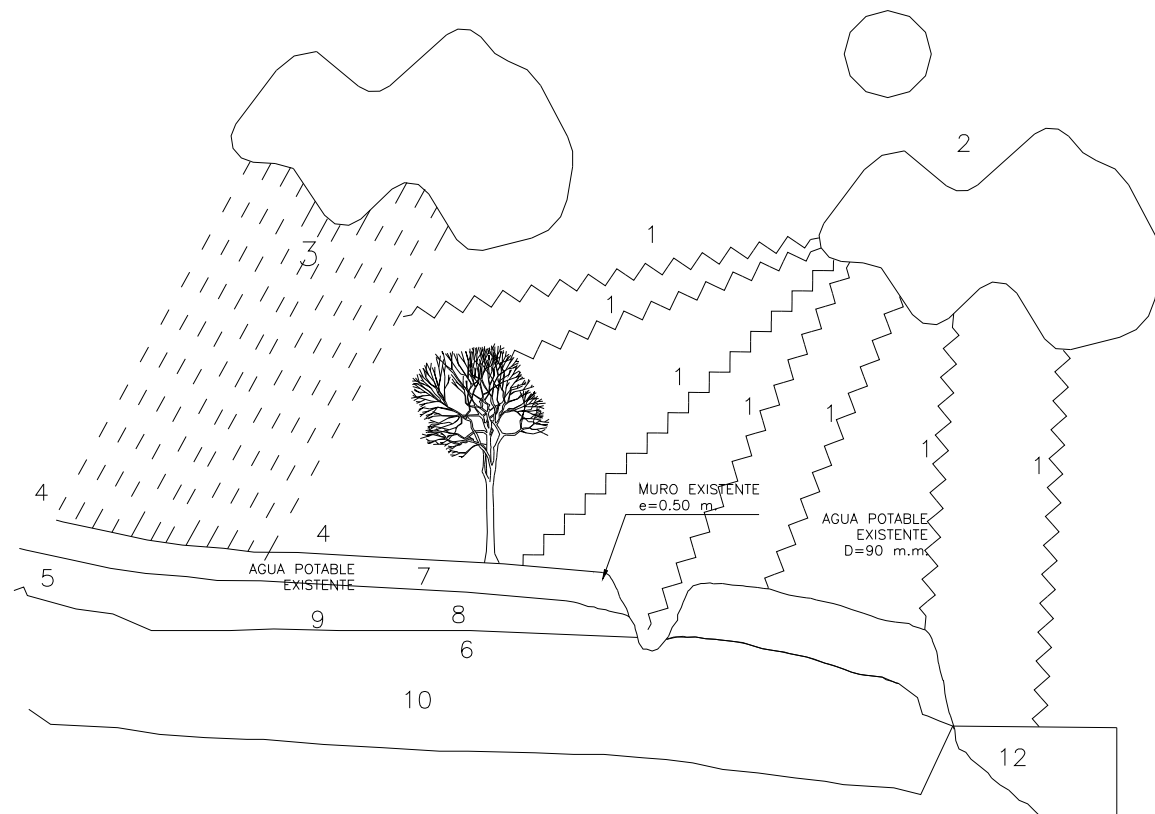 2
1
3
1
1
1
1
1
1
4
MURO EXISTENTE
e=0.50 m.
AGUA POTABLE
EXISTENTE
D=90 m.m.
4
AGUA POTABLE
EXISTENTE
7
5
9
8
6
10
12